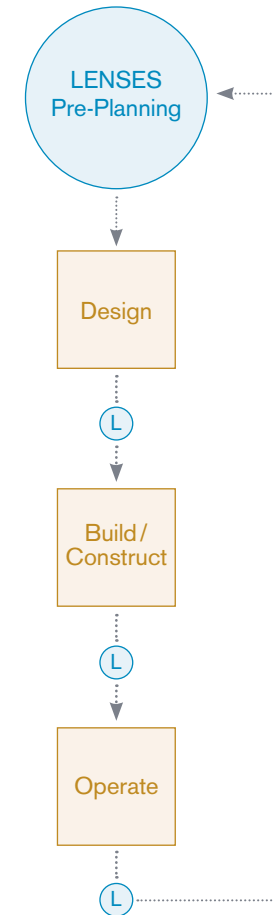 LENSES
Pre-Planning
Design
L
Build /
Construct
L
Operate
L